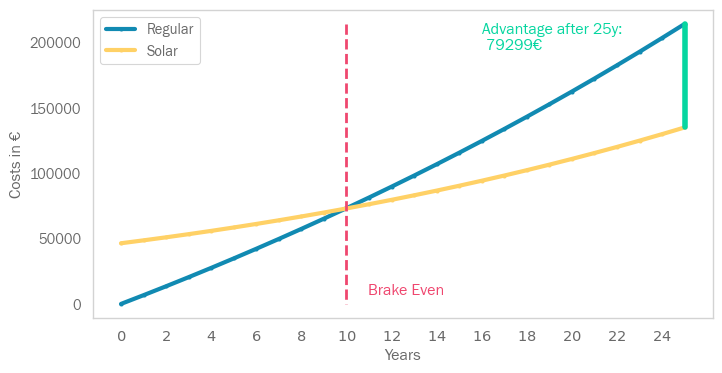 Regular
Solar
Advantage after 25y:
79299€
200000
150000
100000
50000
0
Costs in €
Brake Even
0 2 4 6 8 10 12 14 16 18 20 22 24
Years